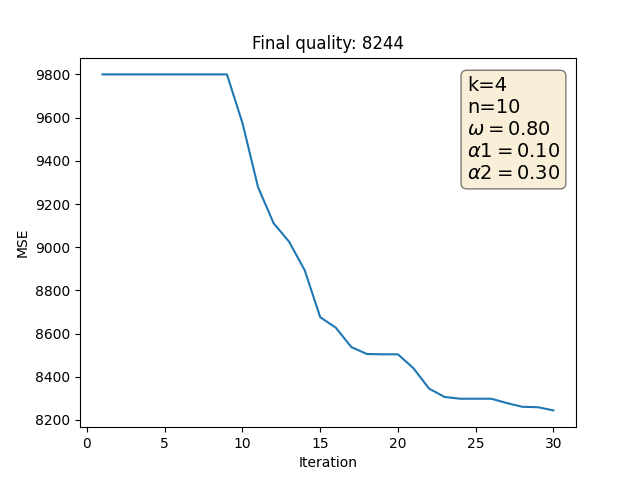 Final quality: 8244
9800
9600
9400
9200
9000
8800
8600
8400
8200
MSE
k=4
n=10
ω = 0.80
α1 = 0.10
α2 = 0.30
0 5 10 15 20 25 30
Iteration